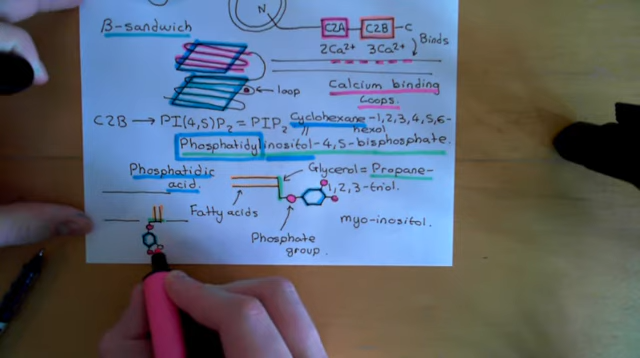 β-sandwich
N
C2A C2B -C
2Ca²⁺ 3Ca²⁺ Binds
loop
Calcium binding
loops.
C2B → PI(4,5)P₂ = PIP₂ Cyclohexane-1,2,3,4,5,6-
hexol
Phosphatidylinositol-4,5-bisphosphate.
Phosphatidic
acid.
Glycerol = Propane-
1,2,3-triol.
Fatty acids
myo-inositol.
Phosphate
group.